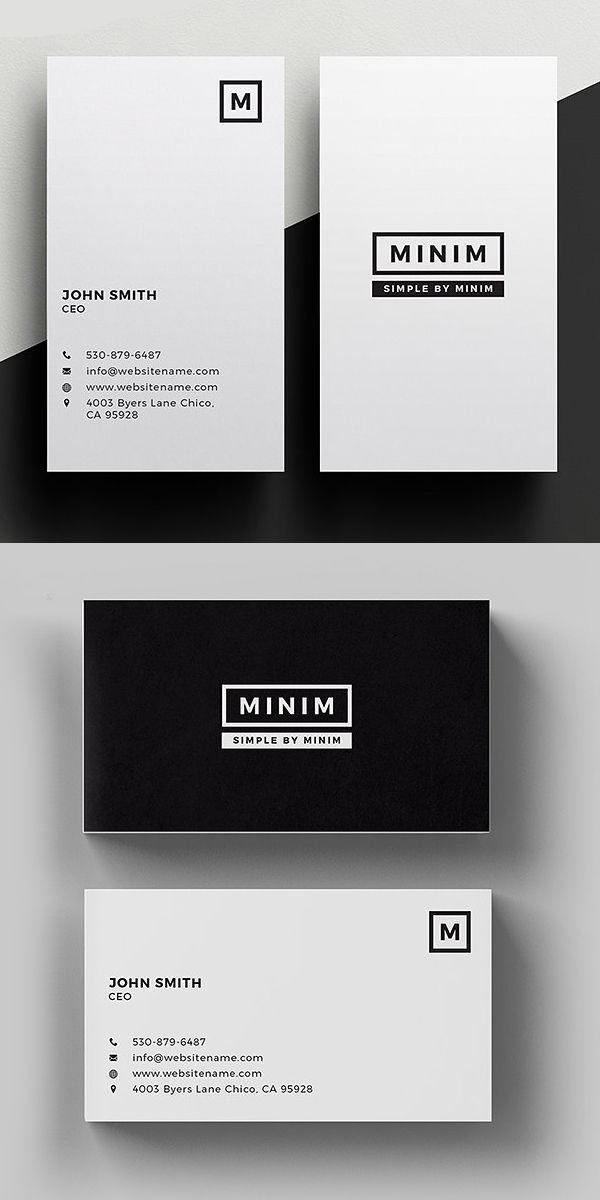 M
JOHN SMITH
CEO
530-879-6487
info@websitename.com
www.websitename.com
4003 Byers Lane Chico,
CA 95928
MINIM
SIMPLE BY MINIM
MINIM
SIMPLE BY MINIM
M
JOHN SMITH
CEO
530-879-6487
info@websitename.com
www.websitename.com
4003 Byers Lane Chico, CA 95928